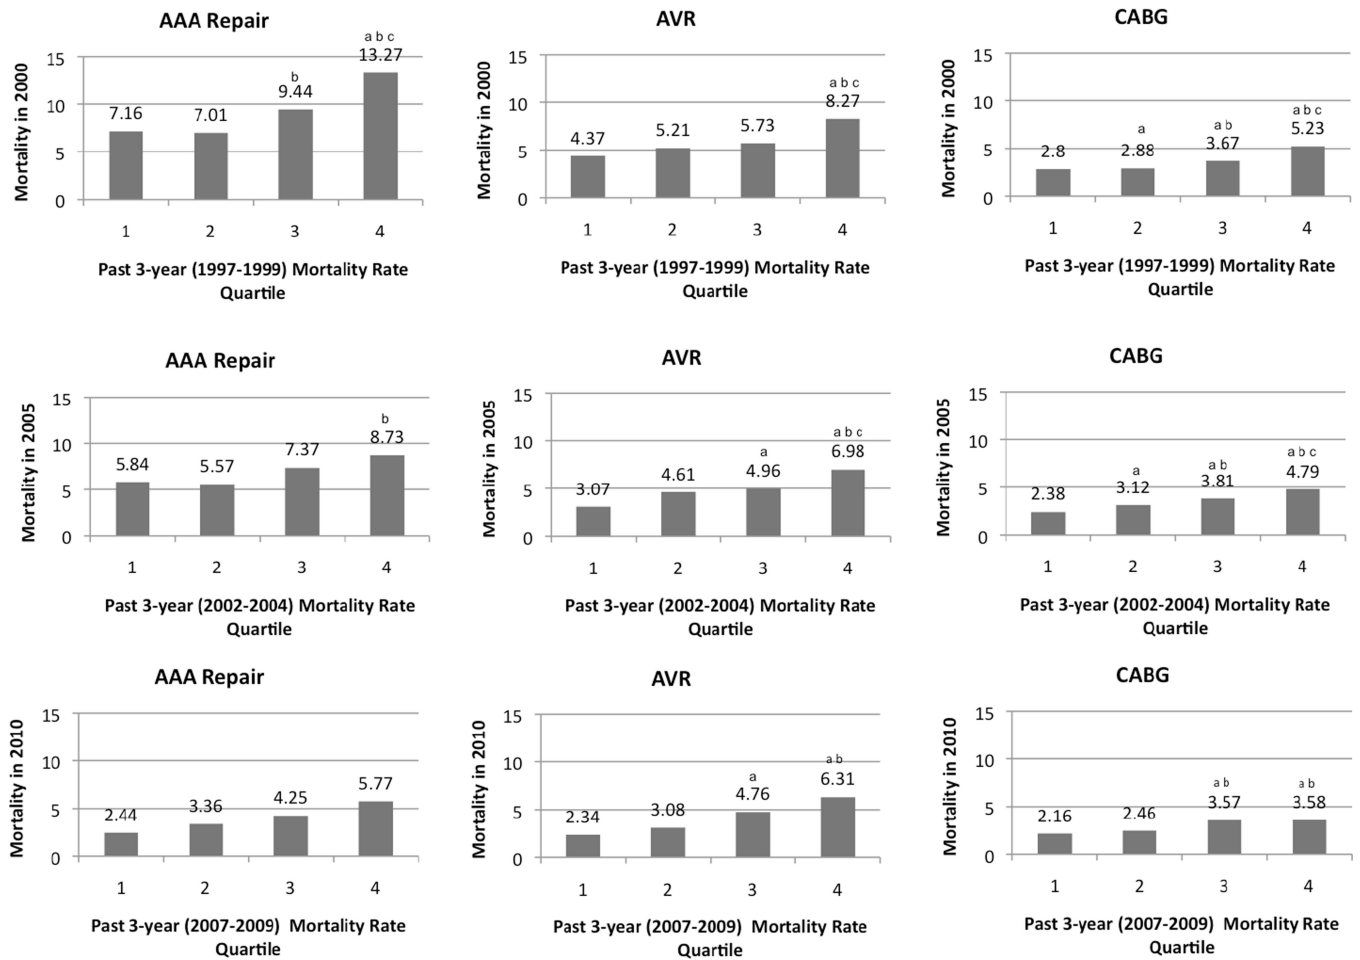 AAA Repair
Mortality in 2000
15
10
5
0
7.16
7.01
b
9.44
a b c
13.27
1 2 3 4
Past 3-year (1997-1999) Mortality Rate
Quartile
AVR
Mortality in 2000
15
10
5
0
4.37
5.21
5.73
a b c
8.27
1 2 3 4
Past 3-year (1997-1999) Mortality Rate
Quartile
CABG
Mortality in 2000
15
10
5
0
2.8
a
2.88
a b
3.67
a b c
5.23
1 2 3 4
Past 3-year (1997-1999) Mortality Rate
Quartile
AAA Repair
Mortality in 2005
15
10
5
0
5.84
5.57
7.37
b
8.73
1 2 3 4
Past 3-year (2002-2004) Mortality Rate
Quartile
AVR
Mortality in 2005
15
10
5
0
3.07
4.61
a
4.96
a b c
6.98
1 2 3 4
Past 3-year (2002-2004) Mortality Rate
Quartile
CABG
Mortality in 2005
15
10
5
0
2.38
a
3.12
a b
3.81
a b c
4.79
1 2 3 4
Past 3-year (2002-2004) Mortality Rate
Quartile
AAA Repair
Mortality in 2010
15
10
5
0
2.44
3.36
4.25
5.77
1 2 3 4
Past 3-year (2007-2009) Mortality Rate
Quartile
AVR
Mortality in 2010
15
10
5
0
2.34
3.08
a
4.76
a b
6.31
1 2 3 4
Past 3-year (2007-2009) Mortality Rate
Quartile
CABG
Mortality in 2010
15
10
5
0
2.16
2.46
a b
3.57
a b
3.58
1 2 3 4
Past 3-year (2007-2009) Mortality Rate
Quartile